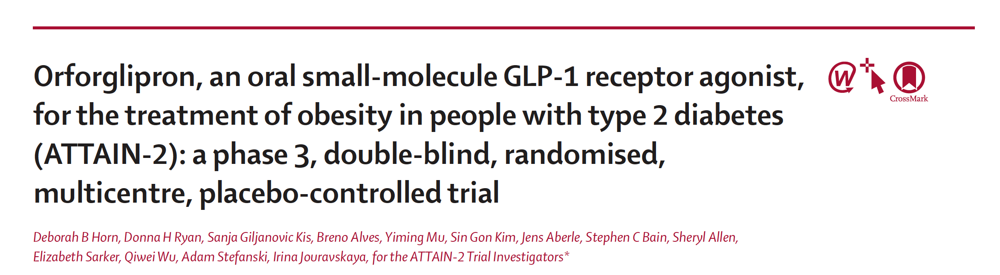 Orforglipron, an oral small-molecule GLP-1 receptor agonist,
for the treatment of obesity in people with type 2 diabetes
(ATTAIN-2): a phase 3, double-blind, randomised,
multicentre, placebo-controlled trial
W
CrossMark
Deborah B Horn, Donna H Ryan, Sanja Giljanovic Kis, Breno Alves, Yiming Mu, Sin Gon Kim, Jens Aberle, Stephen C Bain, Sheryl Allen,
Elizabeth Sarker, Qiwei Wu, Adam Stefanski, Irina Jouravskaya, for the ATTAIN-2 Trial Investigators*